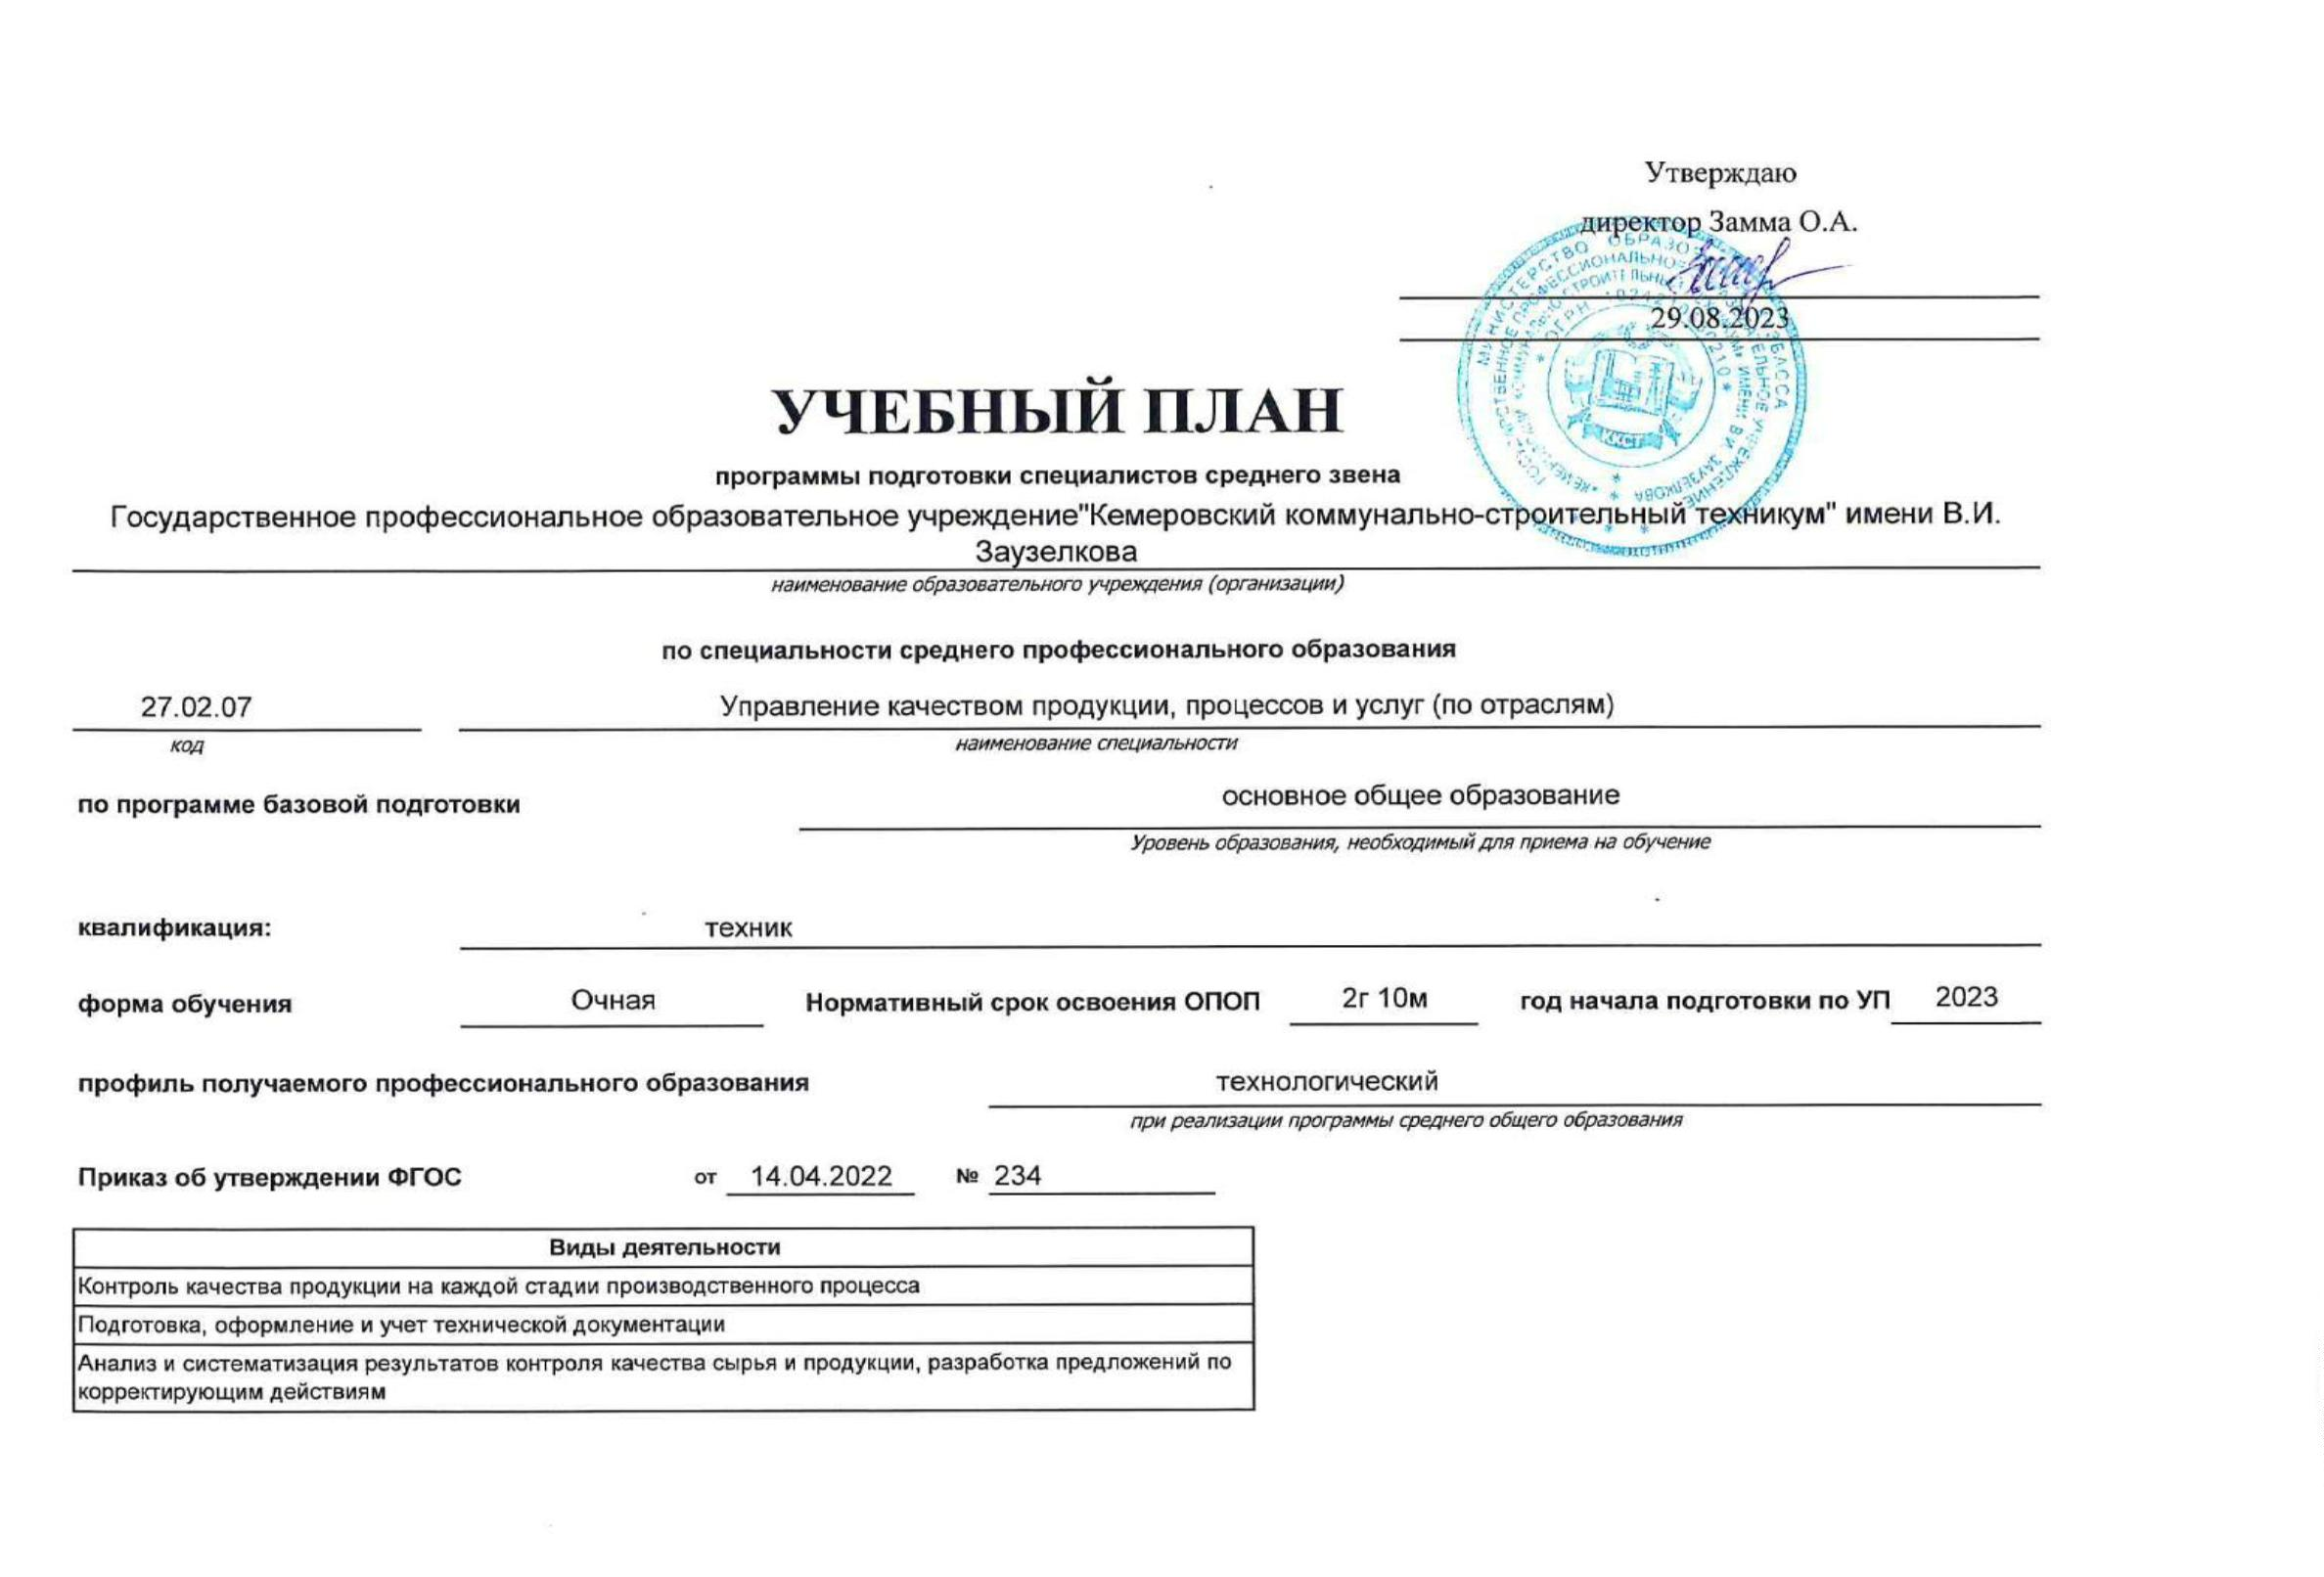 Утверждаю
директор Замма О.А.
29.08.2023
УЧЕБНЫЙ ПЛАН
программы подготовки специалистов среднего звена
Государственное профессиональное образовательное учреждение"Кемеровский коммунально-строительный техникум" имени В.И.
Заузелкова
наименование образовательного учреждения (организации)
по специальности среднего профессионального образования
27.02.07 Управление качеством продукции, процессов и услуг (по отраслям)
код наименование специальности
по программе базовой подготовки основное общее образование
Уровень образования, необходимый для приема на обучение
квалификация: техник
форма обучения Очная Нормативный срок освоения ОПОП 2г 10м год начала подготовки по УП 2023
профиль получаемого профессионального образования технологический
при реализации программы среднего общего образования
Приказ об утверждении ФГОС от 14.04.2022 № 234
Виды деятельности
Контроль качества продукции на каждой стадии производственного процесса
Подготовка, оформление и учет технической документации
Анализ и систематизация результатов контроля качества сырья и продукции, разработка предложений по
корректирующим действиям
ККСТ